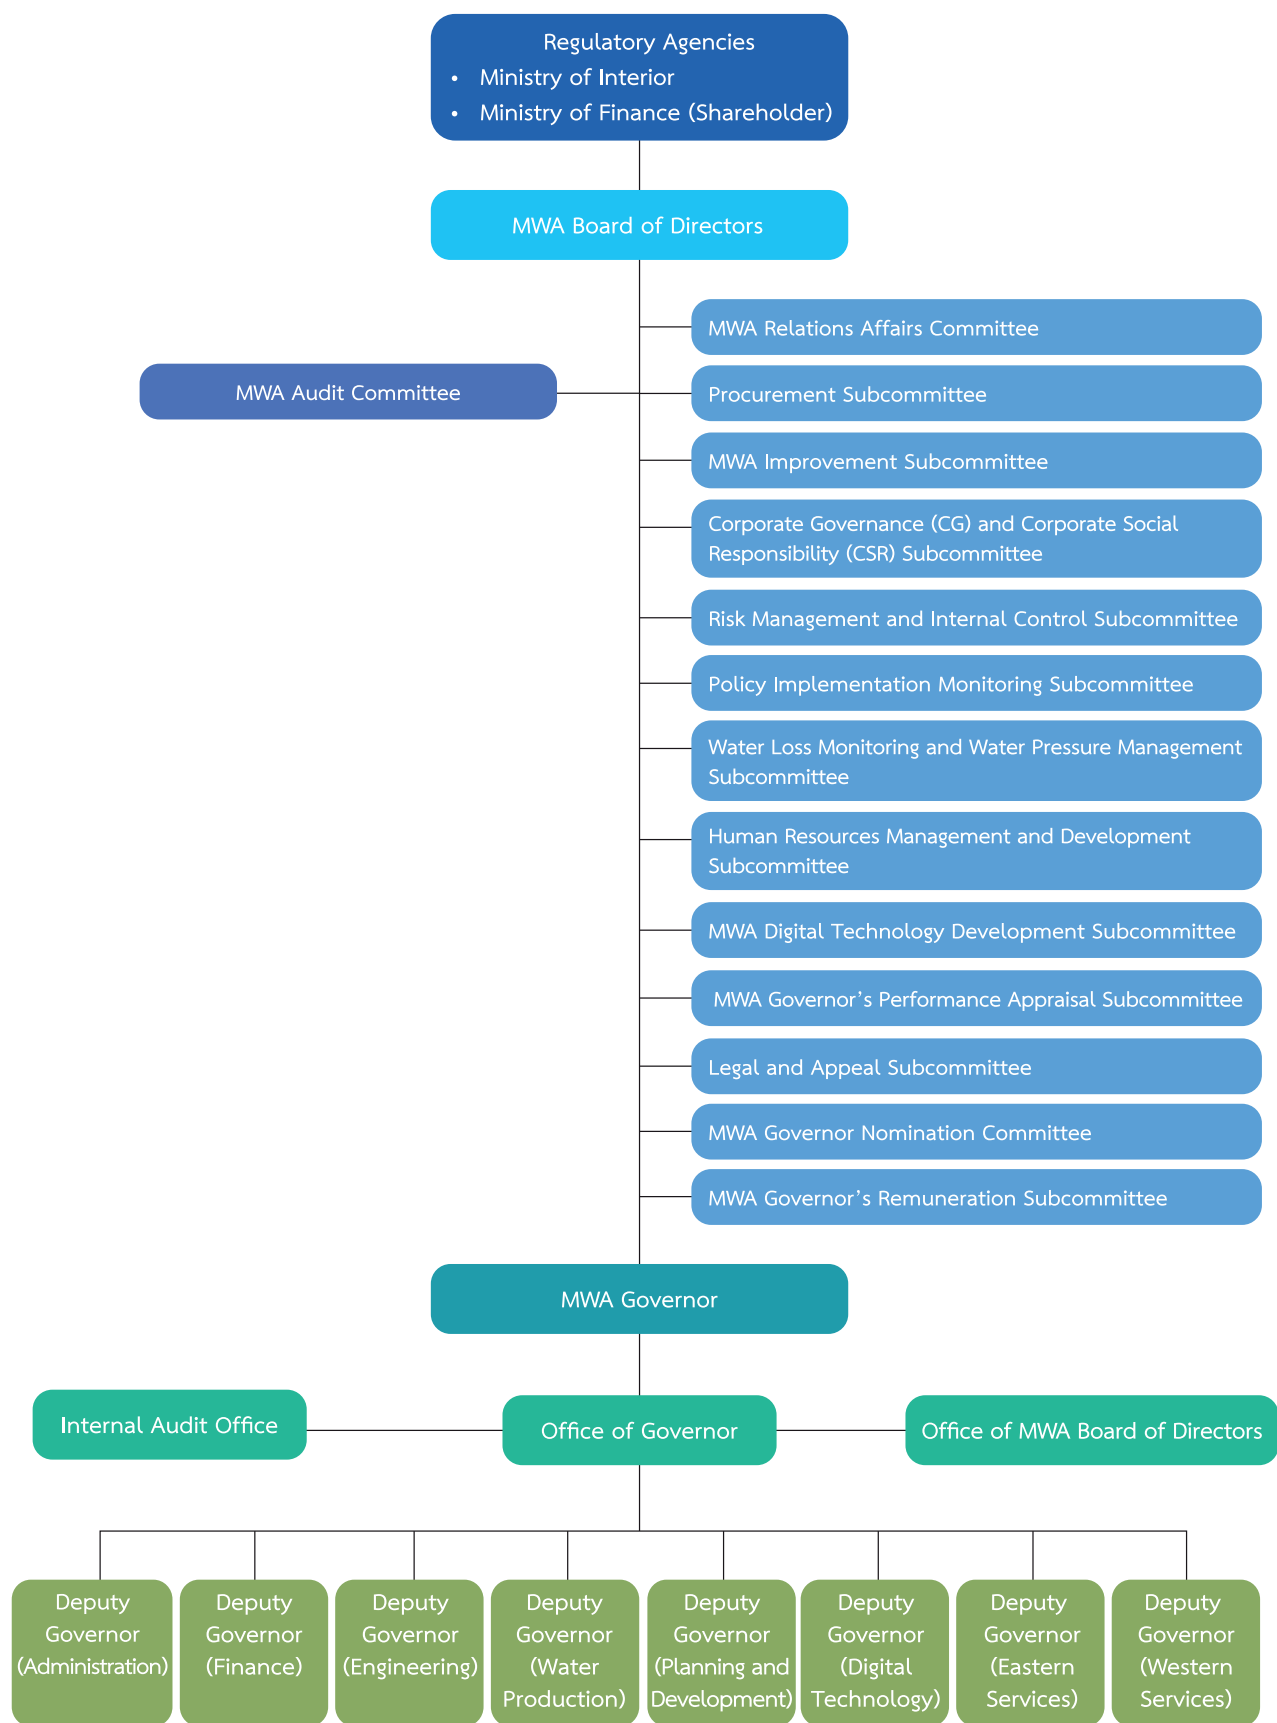 Regulatory Agencies
• Ministry of Interior
• Ministry of Finance (Shareholder)
MWA Board of Directors
MWA Relations Affairs Committee
MWA Audit Committee
Procurement Subcommittee
MWA Improvement Subcommittee
Corporate Governance (CG) and Corporate Social
Responsibility (CSR) Subcommittee
Risk Management and Internal Control Subcommittee
Policy Implementation Monitoring Subcommittee
Water Loss Monitoring and Water Pressure Management
Subcommittee
Human Resources Management and Development
Subcommittee
MWA Digital Technology Development Subcommittee
MWA Governor's Performance Appraisal Subcommittee
Legal and Appeal Subcommittee
MWA Governor Nomination Committee
MWA Governor's Remuneration Subcommittee
MWA Governor
Internal Audit Office
Office of Governor
Office of MWA Board of Directors
Deputy
Governor
(Administration)
Deputy
Governor
(Finance)
Deputy
Governor
(Engineering)
Deputy
Governor
(Water
Production)
Deputy
Governor
(Planning and
Development)
Deputy
Governor
(Digital
Technology)
Deputy
Governor
(Eastern
Services)
Deputy
Governor
(Western
Services)